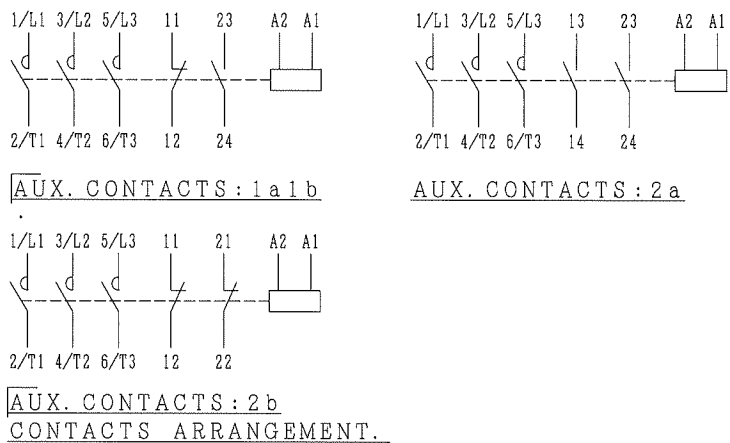 1/L1 3/L2 5/L3 11 23 A2 A1
2/T1 4/T2 6/T3 12 24
AUX. CONTACTS:1a1b
1/L1 3/L2 5/L3 13 23 A2 A1
2/T1 4/T2 6/T3 14 24
AUX. CONTACTS:2a
1/L1 3/L2 5/L3 11 21 A2 A1
2/T1 4/T2 6/T3 12 22
AUX. CONTACTS:2b
CONTACTS ARRANGEMENT.